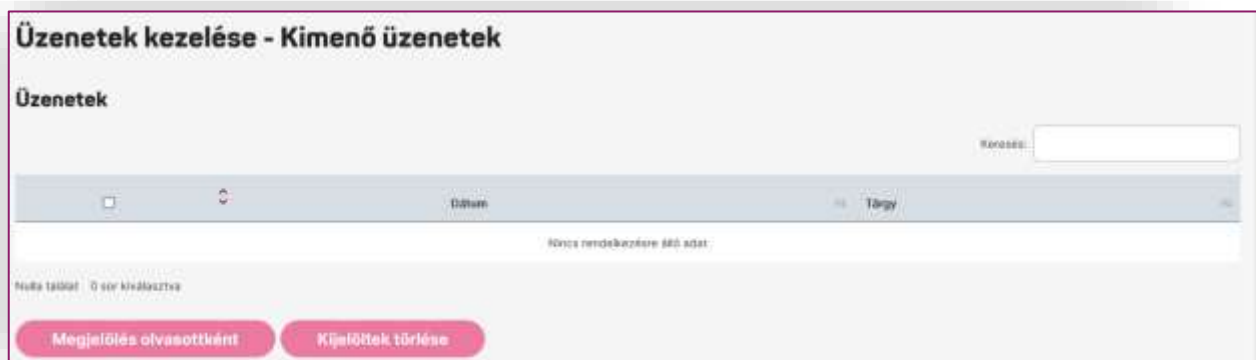 Üzenetek kezelése - Kimenő üzenetek
Üzenetek
Keresés:
Dátum Tárgy
Nincs rendelkezésre álló adat
Nulla találat 0 sor kiválasztva
Megjelölés olvasottként Kijelöltek törlése